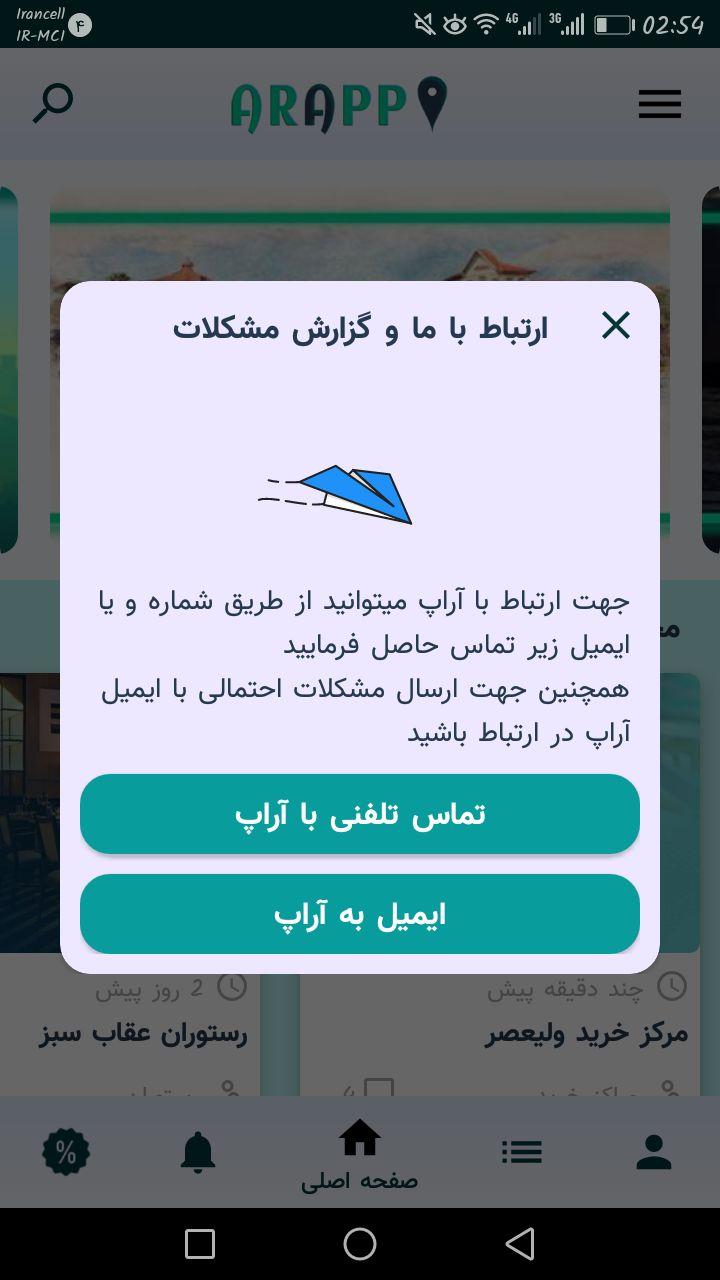 Irancell
IR-MCI
۴
4G
3G
02:54
ARAPP
ارتباط با ما و گزارش مشکلات
جهت ارتباط با آراپ میتوانید از طریق شماره و یا
ایمیل زیر تماس حاصل فرمایید
همچنین جهت ارسال مشکلات احتمالی با ایمیل
آراپ در ارتباط باشید
تماس تلفنی با آراپ
ایمیل به آراپ
چند دقیقه پیش
2 روز پیش
مرکز خرید ولیعصر
رستوران عقاب سبز
%
صفحه اصلی